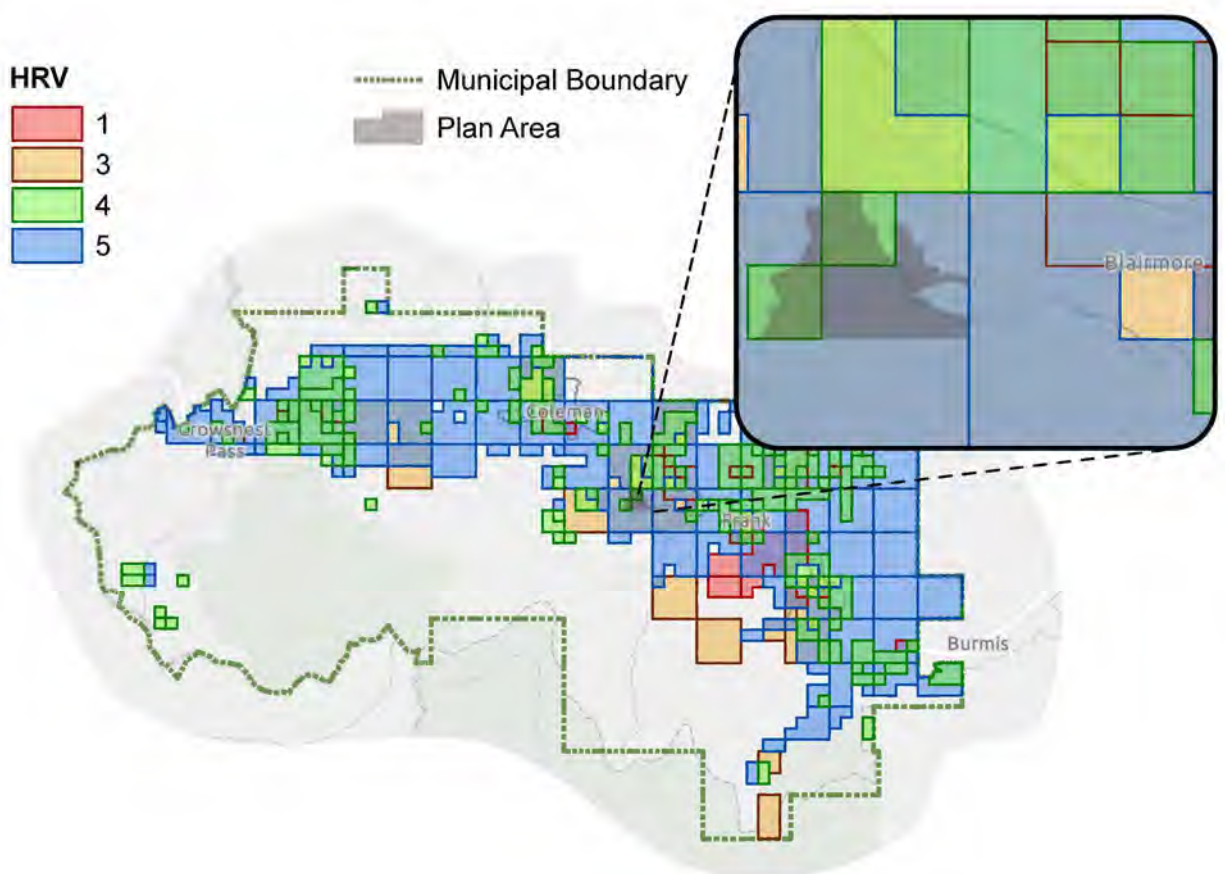 HRV
1
3
4
5
Municipal Boundary
Plan Area
Blairmore
Coleman
Crowsnest
Pass
Frank
Burmis